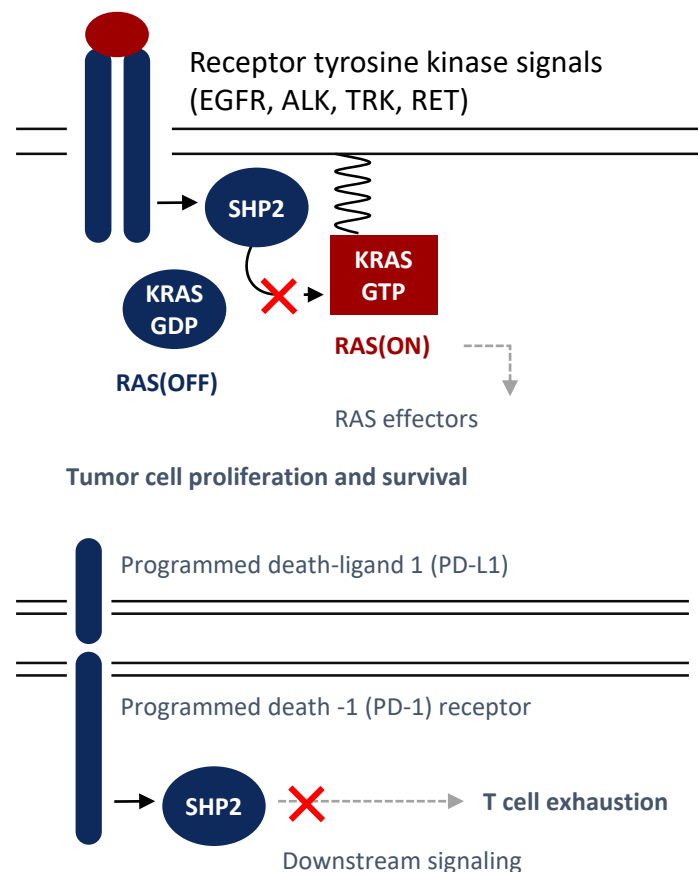 Receptor tyrosine kinase signals
(EGFR, ALK, TRK, RET)
SHP2
KRAS
GTP
KRAS
GDP
RAS(ON)
RAS(OFF)
RAS effectors
Tumor cell proliferation and survival
Programmed death-ligand 1 (PD-L1)
Programmed death -1 (PD-1) receptor
SHP2
T cell exhaustion
Downstream signaling